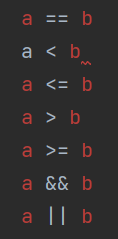 a == b
a < b
a <= b
a > b
a >= b
a && b
a || b